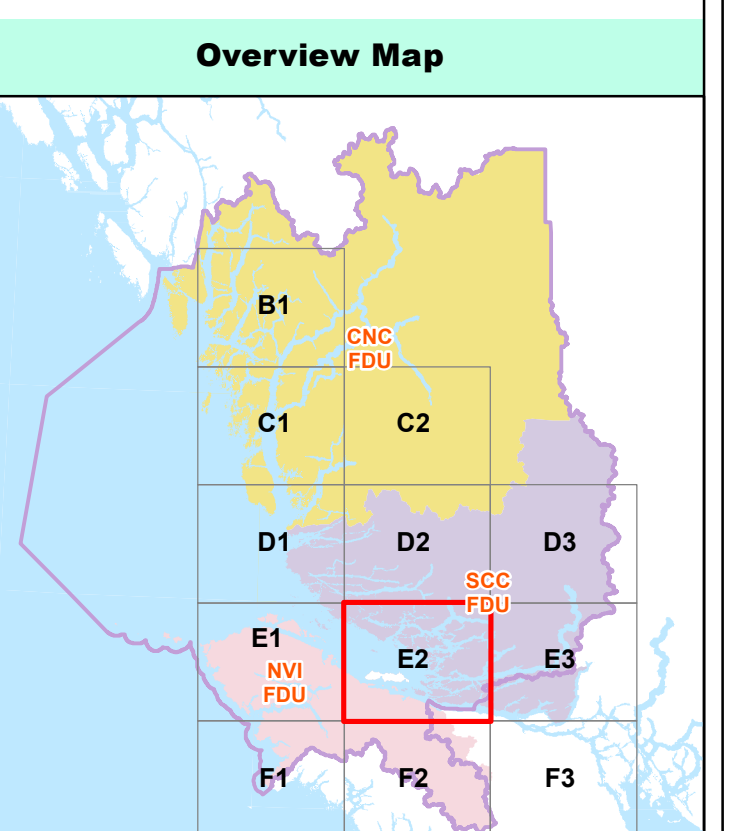 Overview Map
B1
CNC
FDU
C1
C2
D1
D2
D3
SCC
FDU
E1
E2
E3
NVI
FDU
F1
F2
F3